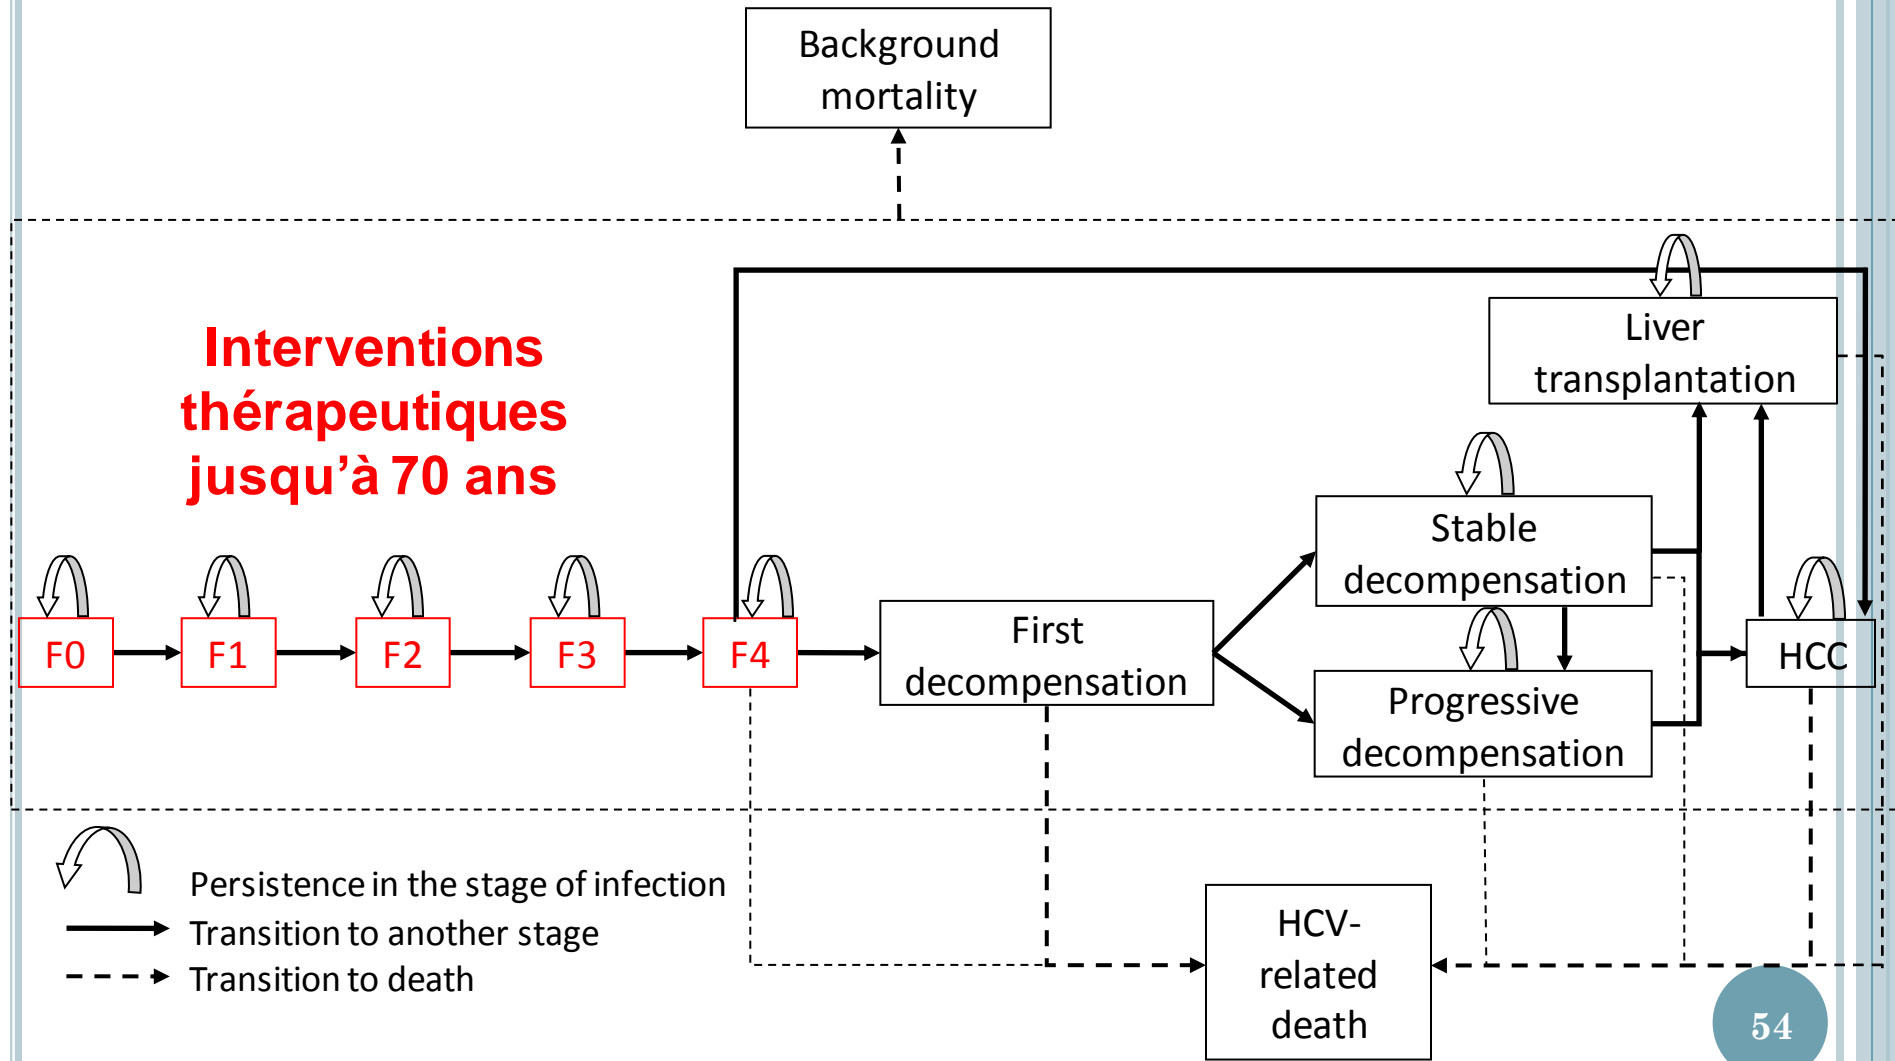 Background
mortality
Interventions
thérapeutiques
jusqu’à 70 ans
Liver
transplantation
Stable
decompensation
F0
F1
F2
F3
F4
First
decompensation
Progressive
decompensation
HCC
Persistence in the stage of infection
Transition to another stage
Transition to death
HCV-
related
death
54